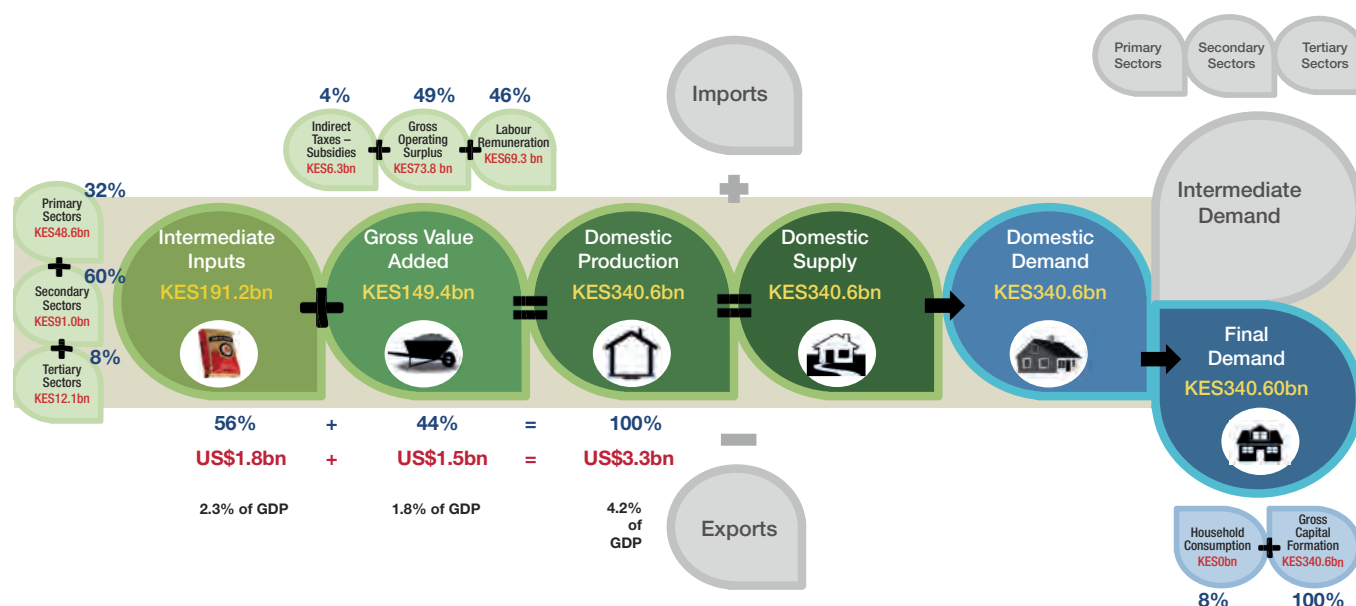 Primary
Sectors
Secondary
Sectors
Tertiary
Sectors
Imports
4%
49%
46%
Indirect
Taxes –
Subsidies
KES6.3bn
Gross
Operating
Surplus
KES73.8 bn
Labour
Remuneration
KES69.3 bn
32%
Primary
Sectors
KES48.6bn
60%
Secondary
Sectors
KES91.0bn
8%
Tertiary
Sectors
KES12.1bn
Intermediate
Inputs
KES191.2bn
+
Gross Value
Added
KES149.4bn
=
Domestic
Production
KES340.6bn
=
Domestic
Supply
KES340.6bn
Domestic
Demand
KES340.6bn
Intermediate
Demand
Final
Demand
KES340.60bn
56% + 44% = 100%
US$1.8bn + US$1.5bn = US$3.3bn
2.3% of GDP
1.8% of GDP
4.2%
of
GDP
Exports
Household
Consumption
KES0bn
Gross
Capital
Formation
KES340.6bn
8%
100%